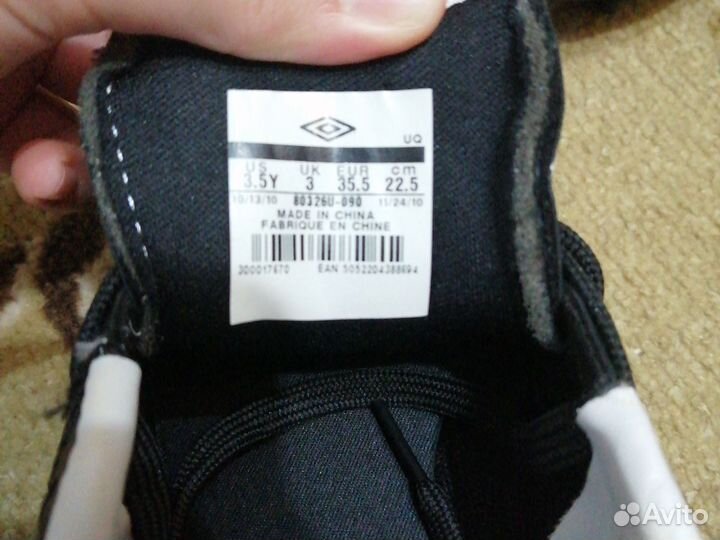 UQ
US UK EUR cm
3.5Y 3 35.5 22.5
10/13/10 80326U-090 11/24/10
MADE IN CHINA
FABRIQUE EN CHINE
300017670 EAN 5052204388694
Avito